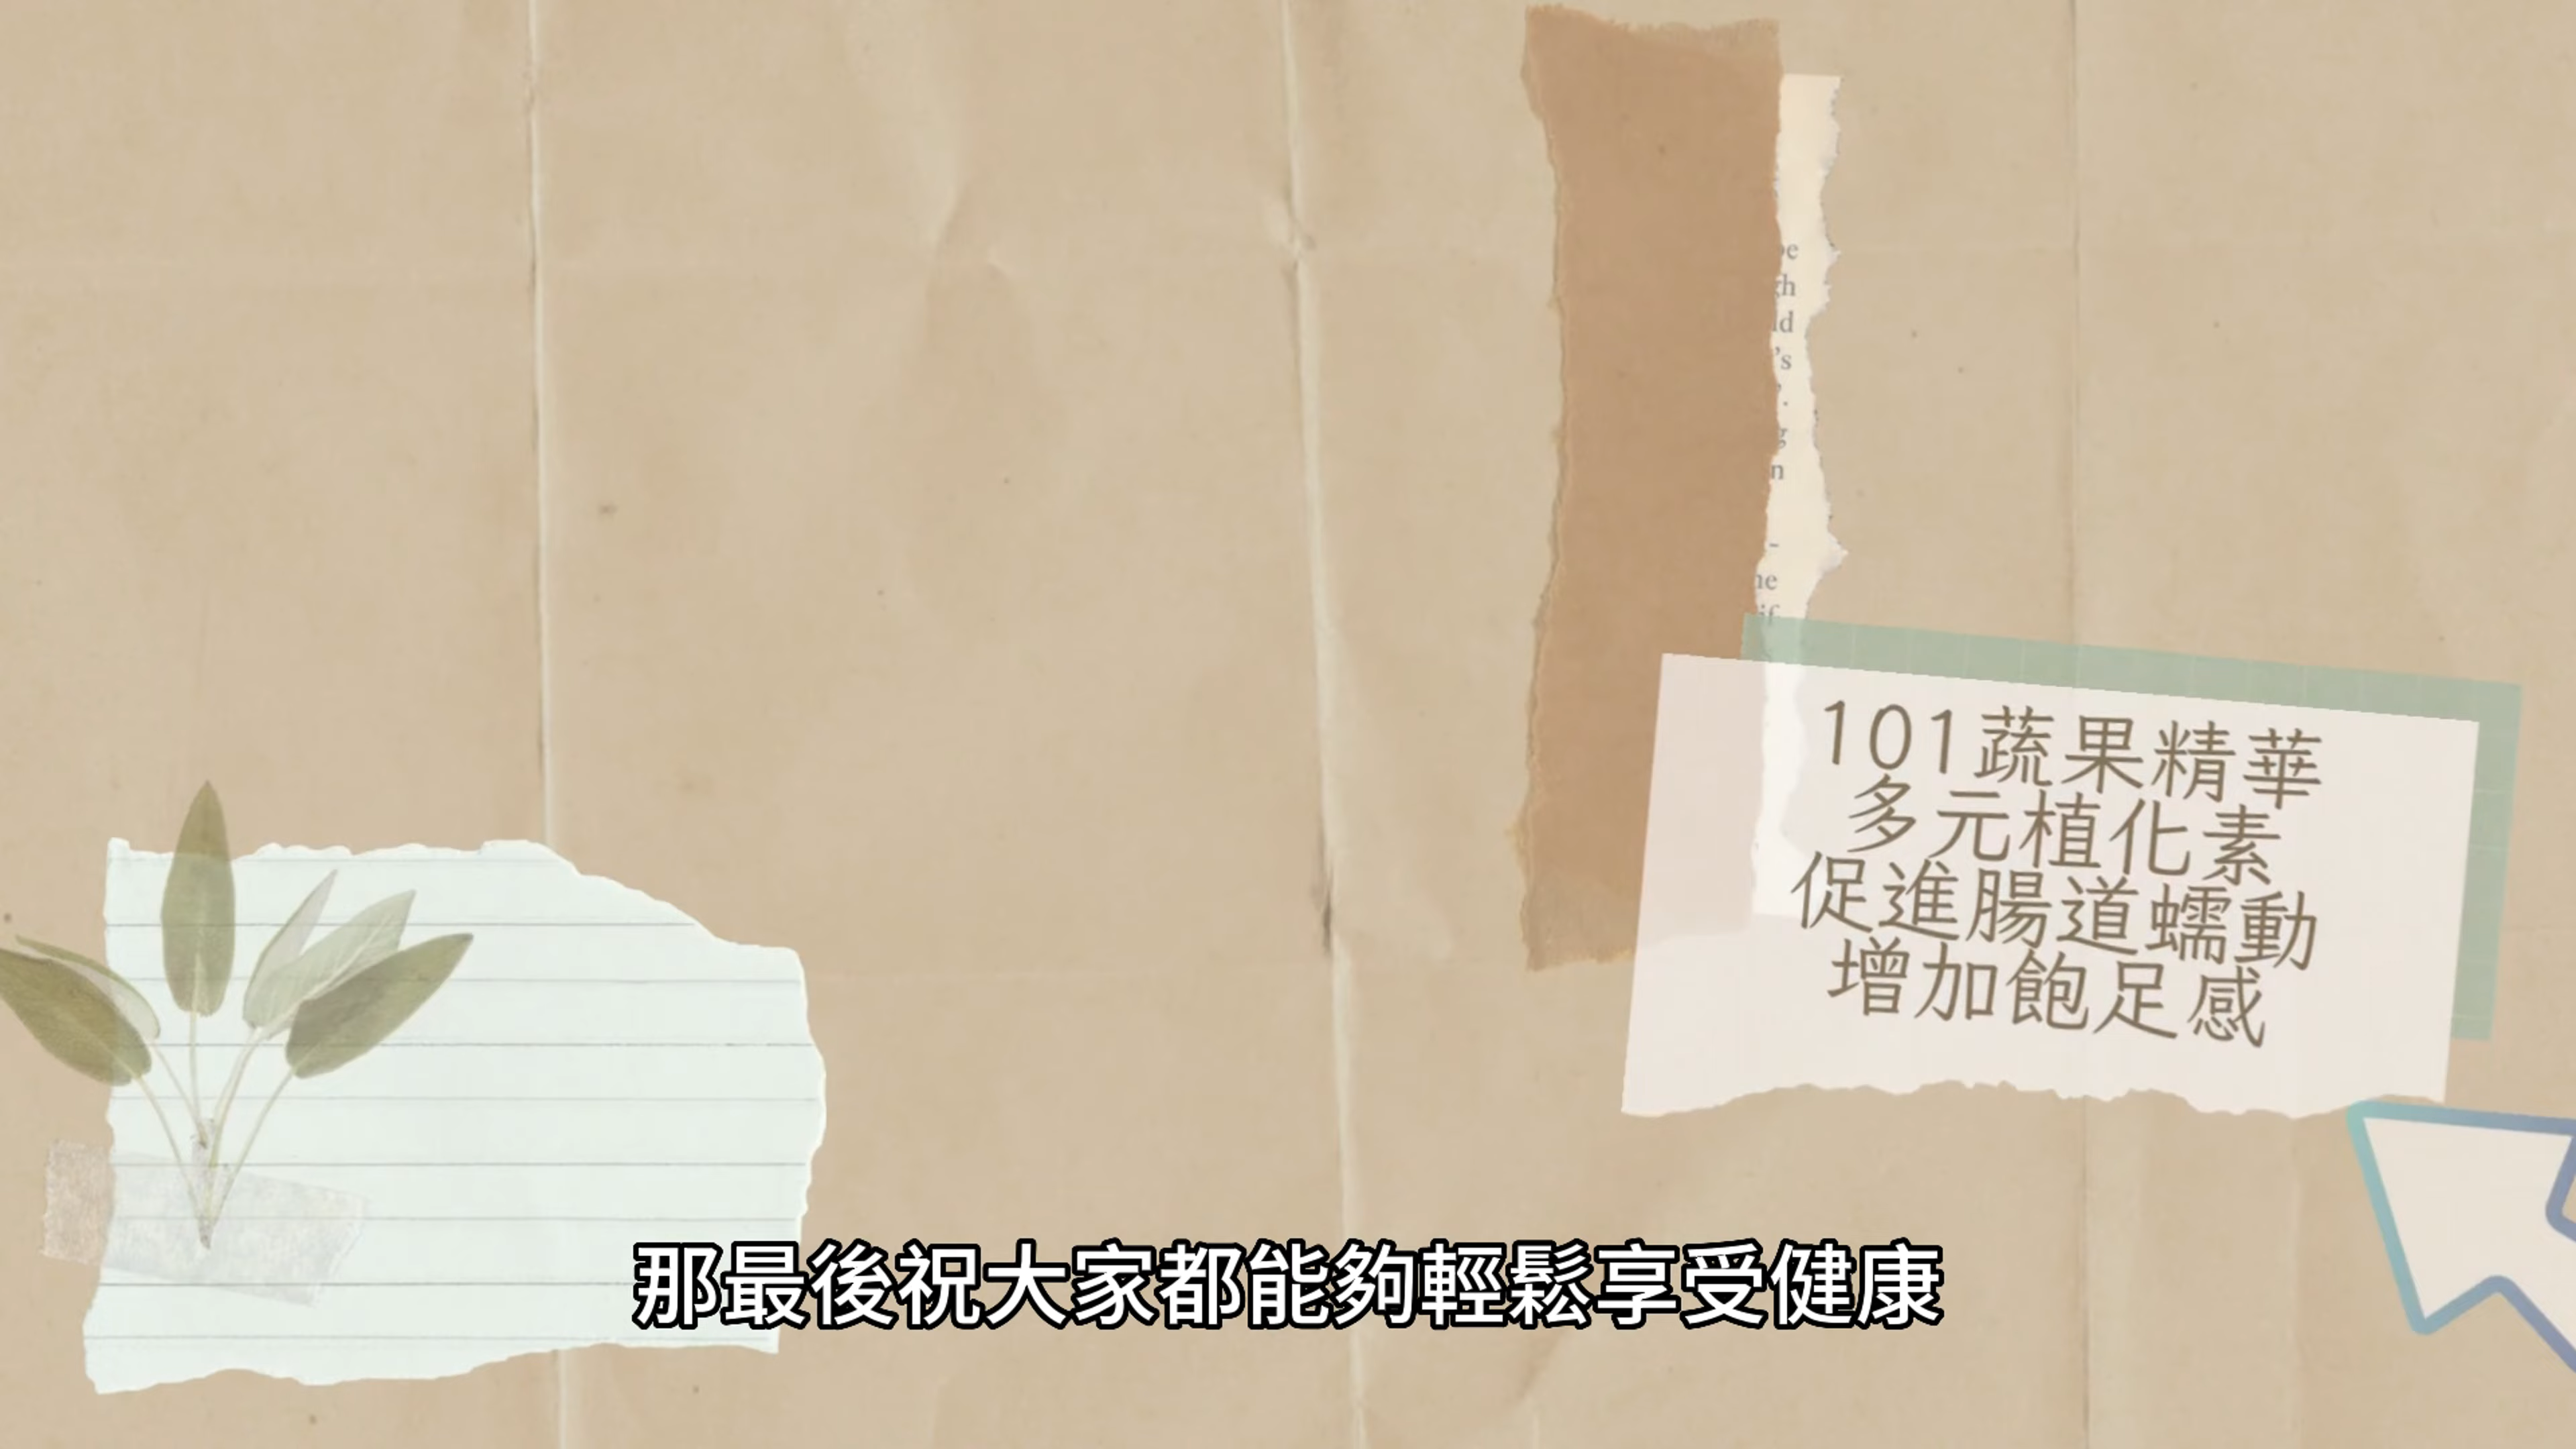 101蔬果精華
多元植化素
促進腸道蠕動
增加飽足感
那最後祝大家都能夠輕鬆享受健康